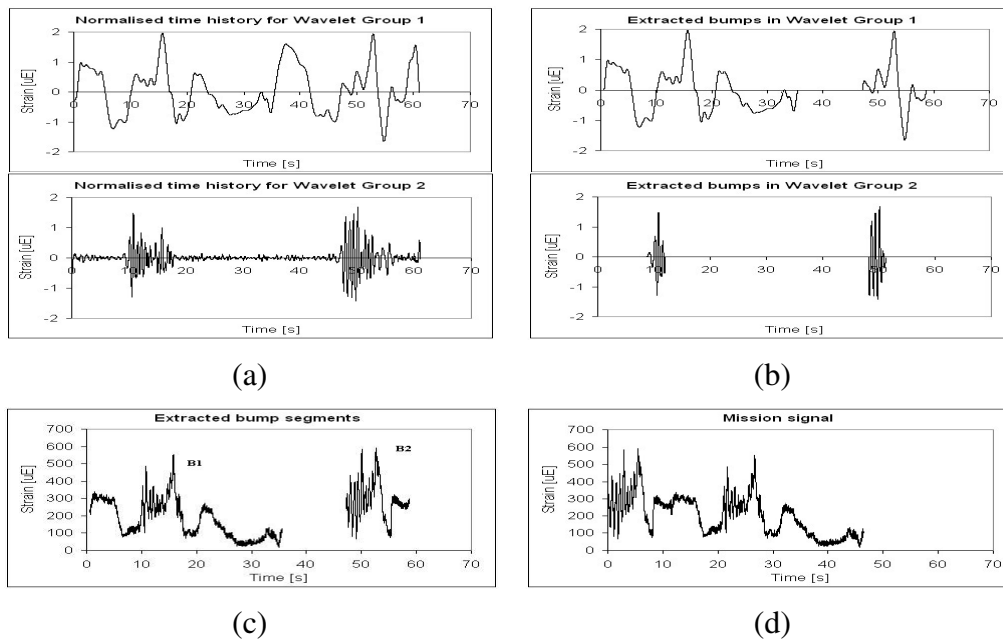 Normalised time history for Wavelet Group 1
2
1
0
-1
-2
Strain [uE]
0 10 20 30 40 50 60 70
Time [s]
Extracted bumps in Wavelet Group 1
2
1
0
-1
-2
Strain [uE]
0 10 20 30 40 50 60 70
Time [s]
Normalised time history for Wavelet Group 2
2
1
0
-1
2
Strain [uE]
0 10 20 30 40 50 60 70
Time [s]
Extracted bumps in Wavelet Group 2
2
1
0
-1
-2
Strain [uE]
0 10 20 30 40 50 60 70
Time [s]
(a)
(b)
Extracted bump segments
700
600
500
400
300
200
100
0
Strain [uE]
B1
B2
0 10 20 30 40 50 60 70
Time [s]
Mission signal
700
600
500
400
300
200
100
0
Strain [uE]
0 10 20 30 40 50 60 70
Time [s]
(c)
(d)